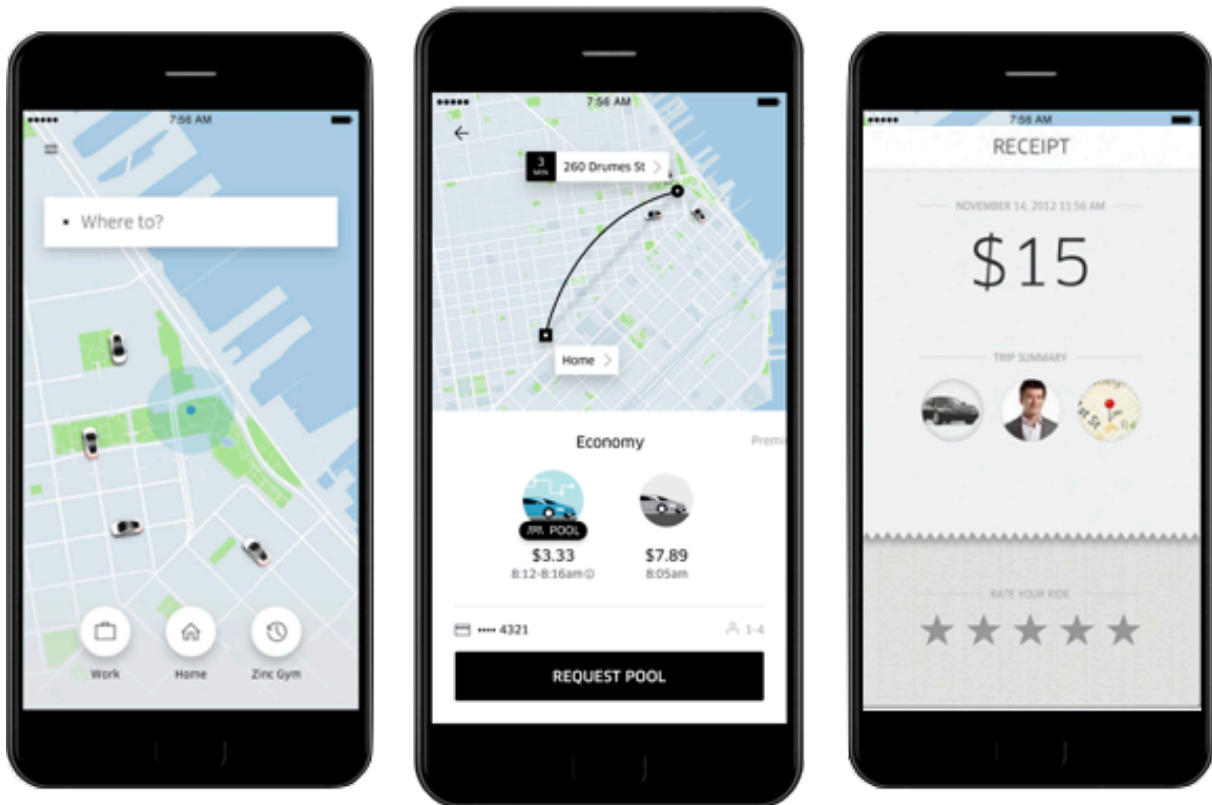 7:56 AM
Where to?
Work
Home
Zinc Gym
7:56 AM
3
MIN
260 Drumes St
Home
Economy
Premi
POOL
$3.33
$7.89
8:12-8:16am
8:05am
•••• 4321
1-4
REQUEST POOL
7:56 AM
RECEIPT
NOVEMBER 14, 2012 11:56 AM
$15
TRIP SUMMARY
RATE YOUR RIDE